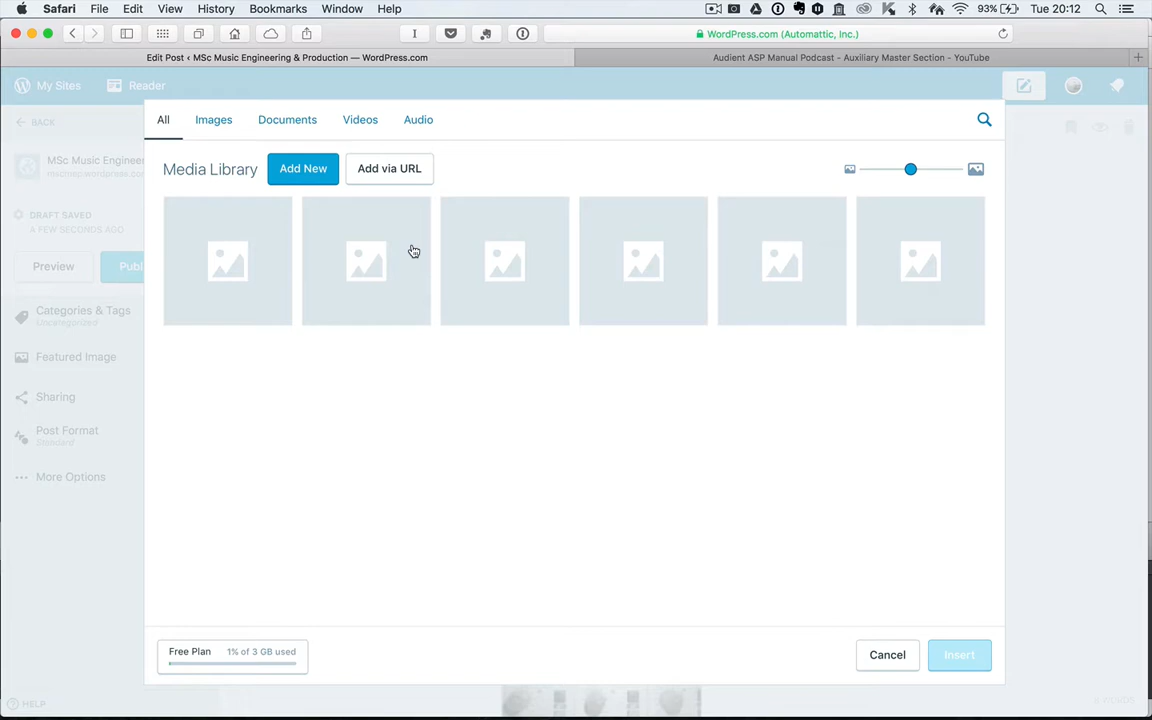 Safari File Edit View History Bookmarks Window Help 93% Tue 20:12
WordPress.com (Automattic, Inc.)
Edit Post ‹ MSc Music Engineering & Production — WordPress.com
Audient ASP Manual Podcast - Auxiliary Master Section - YouTube
My Sites Reader
All Images Documents Videos Audio
BACK
MSc Music Engineer
Media Library Add New Add via URL
DRAFT SAVED
A FEW SECONDS AGO
Preview Publ
Categories & Tags
Uncategorized
Featured Image
Sharing
Post Format
Standard
More Options
Free Plan 1% of 3 GB used
Cancel Insert
HELP
WORDS